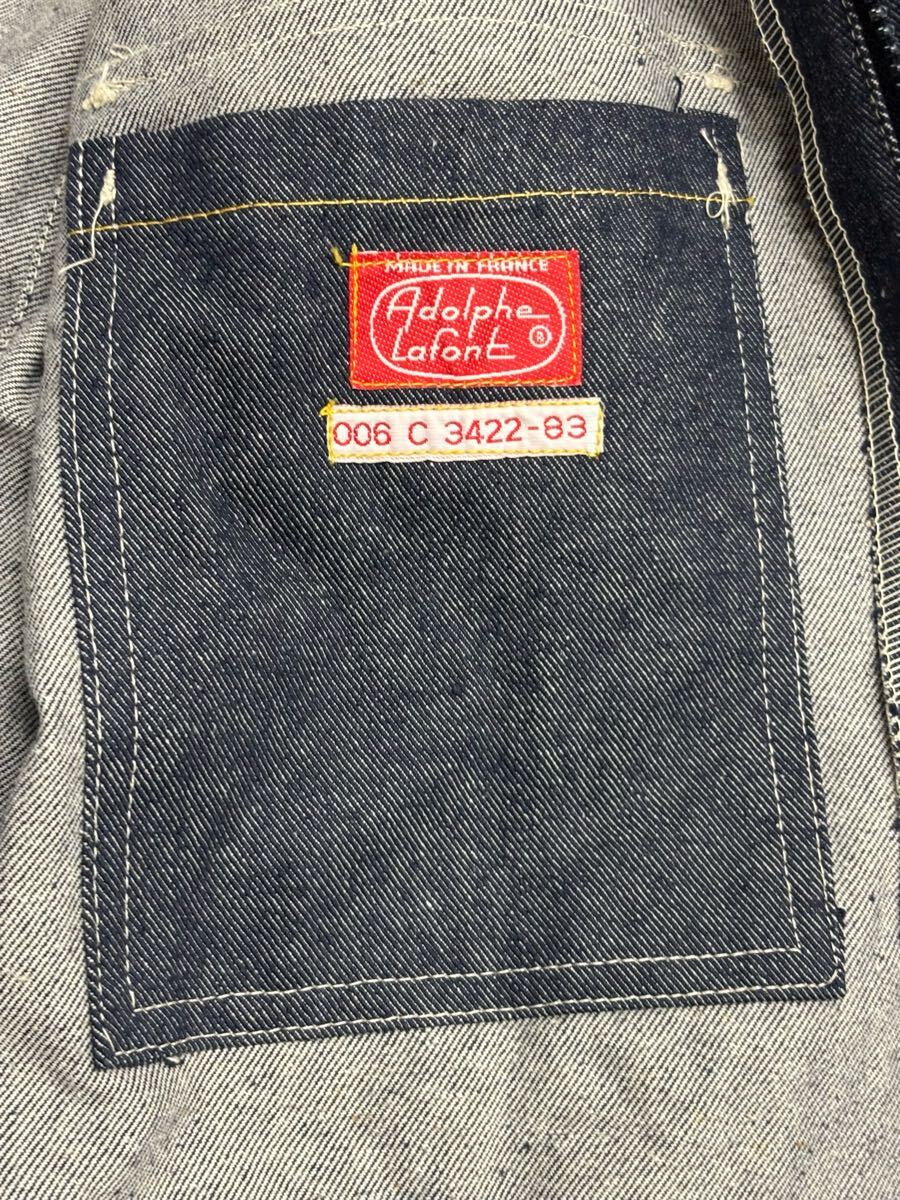 MADE IN FRANCE
Adolphe
Lafont ®
006 C 3422-83